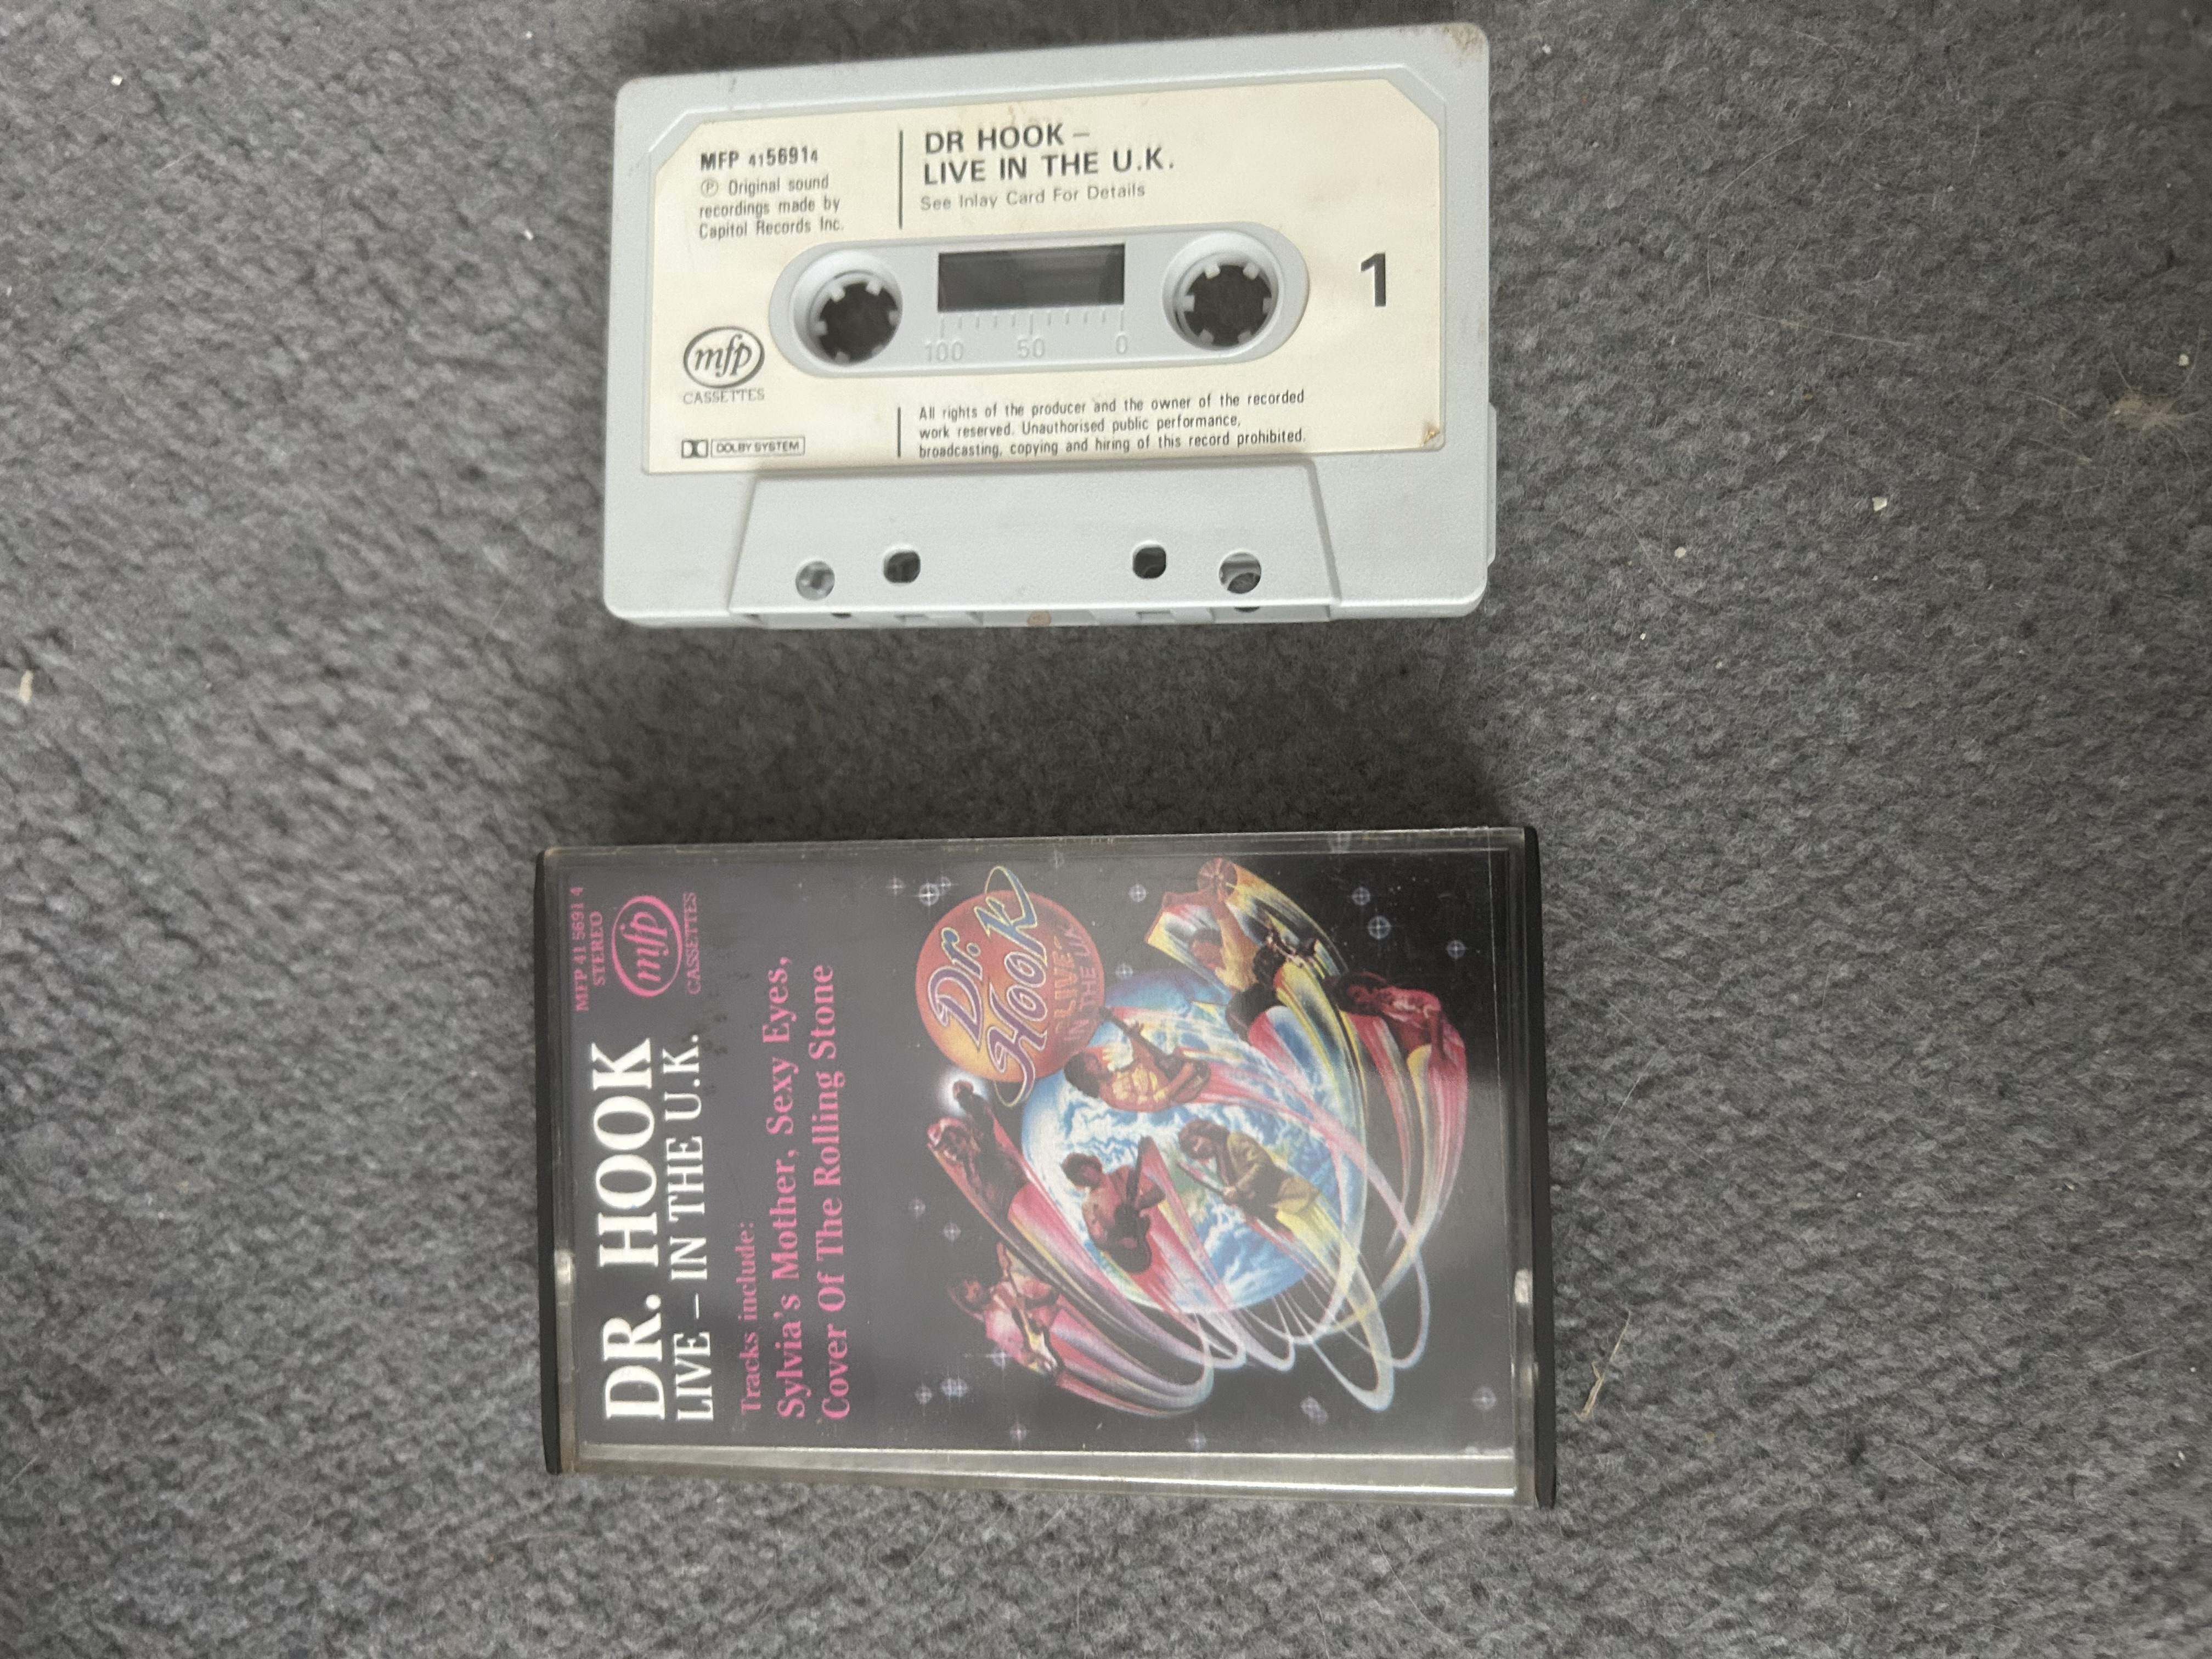 MFP 4156914
Ⓟ Original sound
recordings made by
Capitol Records Inc.
DR HOOK –
LIVE IN THE U.K.
See Inlay Card For Details
1
100 50 0
mfp
CASSETTES
DOLBY SYSTEM
All rights of the producer and the owner of the recorded
work reserved. Unauthorised public performance,
broadcasting, copying and hiring of this record prohibited.
DR. HOOK
LIVE – IN THE U.K.
MFP 41 5691 4
STEREO
mfp
CASSETTES
Tracks include:
Sylvia's Mother, Sexy Eyes,
Cover Of The Rolling Stone
Dr.
Hook
LIVE
IN THE UK